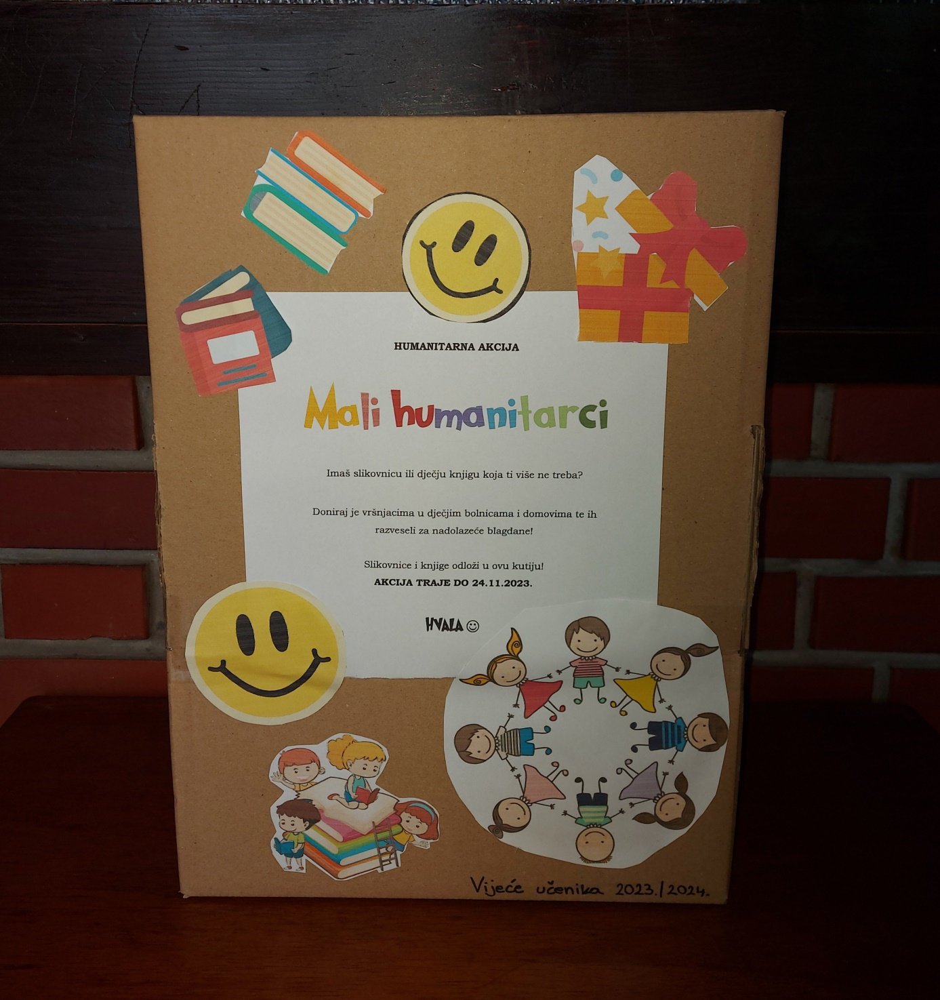 HUMANITARNA AKCIJA
Mali humanitarci
Imaš slikovnicu ili dječju knjigu koja ti više ne treba?
Doniraj je vršnjacima u dječjim bolnicama i domovima te ih
razveseli za nadolazeće blagdane!
Slikovnice i knjige odloži u ovu kutiju!
AKCIJA TRAJE DO 24.11.2023.
HVALA ☺
Vijeće učenika 2023./2024.